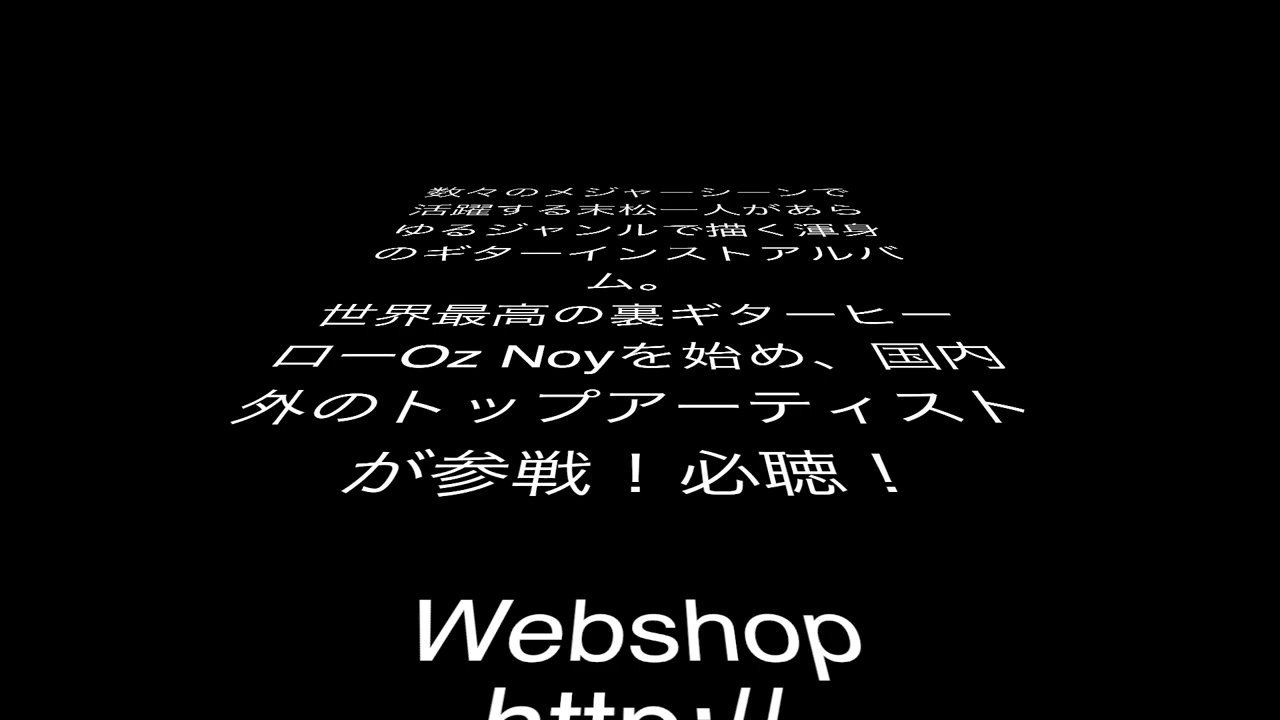 数々のメジャーシーンで
活躍する末松一人があら
ゆるジャンルで描く渾身
のギターインストアルバ
ム。
世界最高の裏ギターヒー
ローOz Noyを始め、国内
外のトップアーティスト
が参戦！必聴！
Webshop
http://